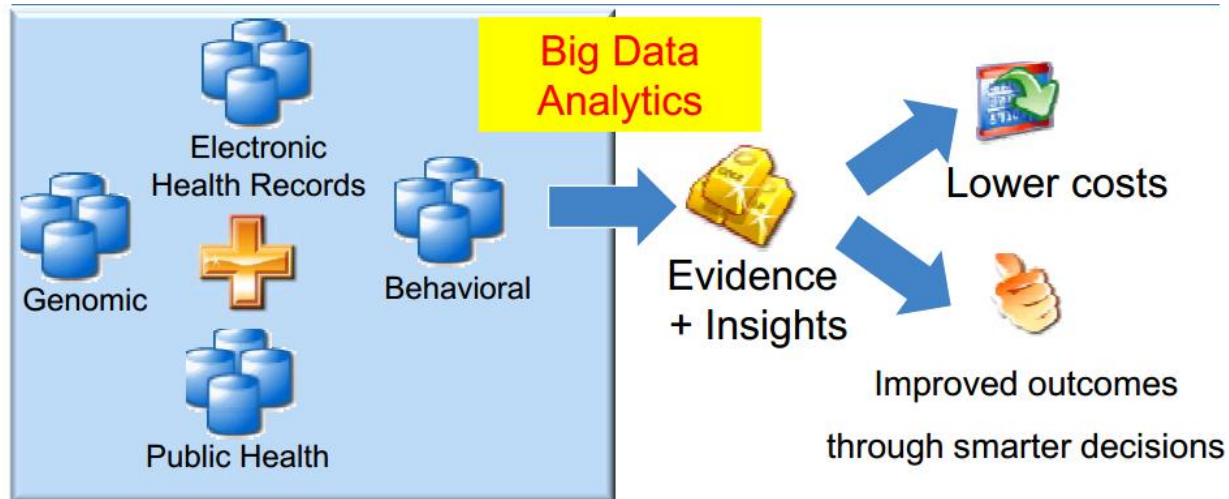 Big Data
Analytics
Electronic
Health Records
Genomic
Behavioral
Public Health
Evidence
+ Insights
Lower costs
Improved outcomes
through smarter decisions